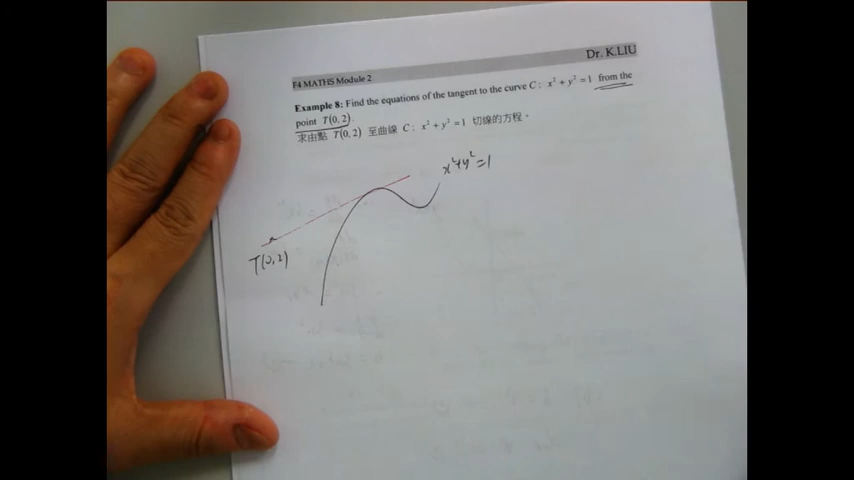 Dr. K.LIU
F4 MATHS Module 2
Example 8: Find the equations of the tangent to the curve C: x² + y² = 1 from the
point T(0,2).
求由點 T(0,2) 至曲線 C: x² + y² = 1 切線的方程。
x²+y²=1
T(0,2)